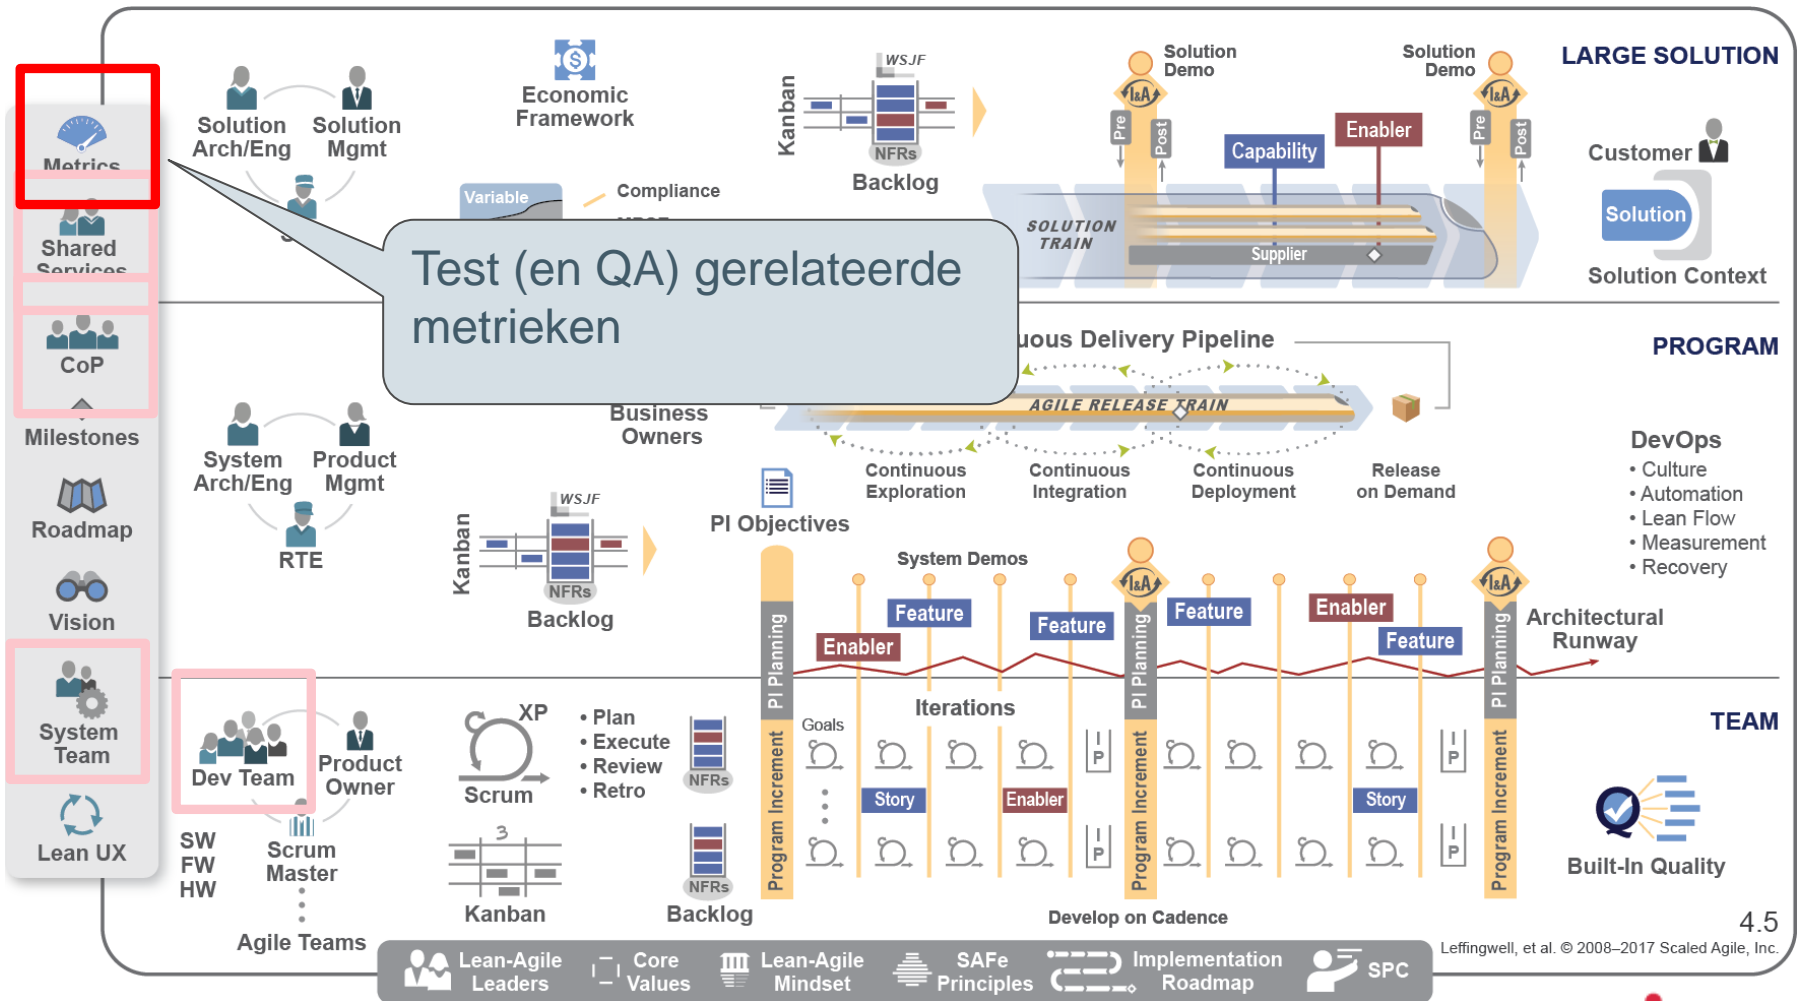 LARGE SOLUTION
Metrics
Shared
Services
CoP
Milestones
Roadmap
Vision
System
Team
Lean UX
Solution
Arch/Eng
Solution
Mgmt
Economic
Framework
Variable
Compliance
Kanban
WSJF
NFRs
Backlog
Solution
Demo
I&A
Pre
Post
Capability
Enabler
Solution
Demo
I&A
Pre
Post
SOLUTION
TRAIN
Supplier
Customer
Solution
Solution Context
Test (en QA) gerelateerde
metrieken
PROGRAM
uous Delivery Pipeline
Business
Owners
AGILE RELEASE TRAIN
Continuous
Exploration
Continuous
Integration
Continuous
Deployment
Release
on Demand
DevOps
• Culture
• Automation
• Lean Flow
• Measurement
• Recovery
System
Arch/Eng
Product
Mgmt
RTE
Kanban
WSJF
NFRs
Backlog
PI Objectives
System Demos
I&A
I&A
Enabler
Feature
Feature
Feature
Enabler
Feature
Architectural
Runway
PI Planning
PI Planning
PI Planning
TEAM
Dev Team
Product
Owner
Scrum
Master
SW
FW
HW
Agile Teams
XP
Scrum
• Plan
• Execute
• Review
• Retro
3
Kanban
NFRs
NFRs
Backlog
Program Increment
Program Increment
Program Increment
Iterations
Goals
I
P
I
P
I
P
I
P
Story
Enabler
Story
Develop on Cadence
Built-In Quality
4.5
Leffingwell, et al. © 2008–2017 Scaled Agile, Inc.
Lean-Agile
Leaders
Core
Values
Lean-Agile
Mindset
SAFe
Principles
Implementation
Roadmap
SPC